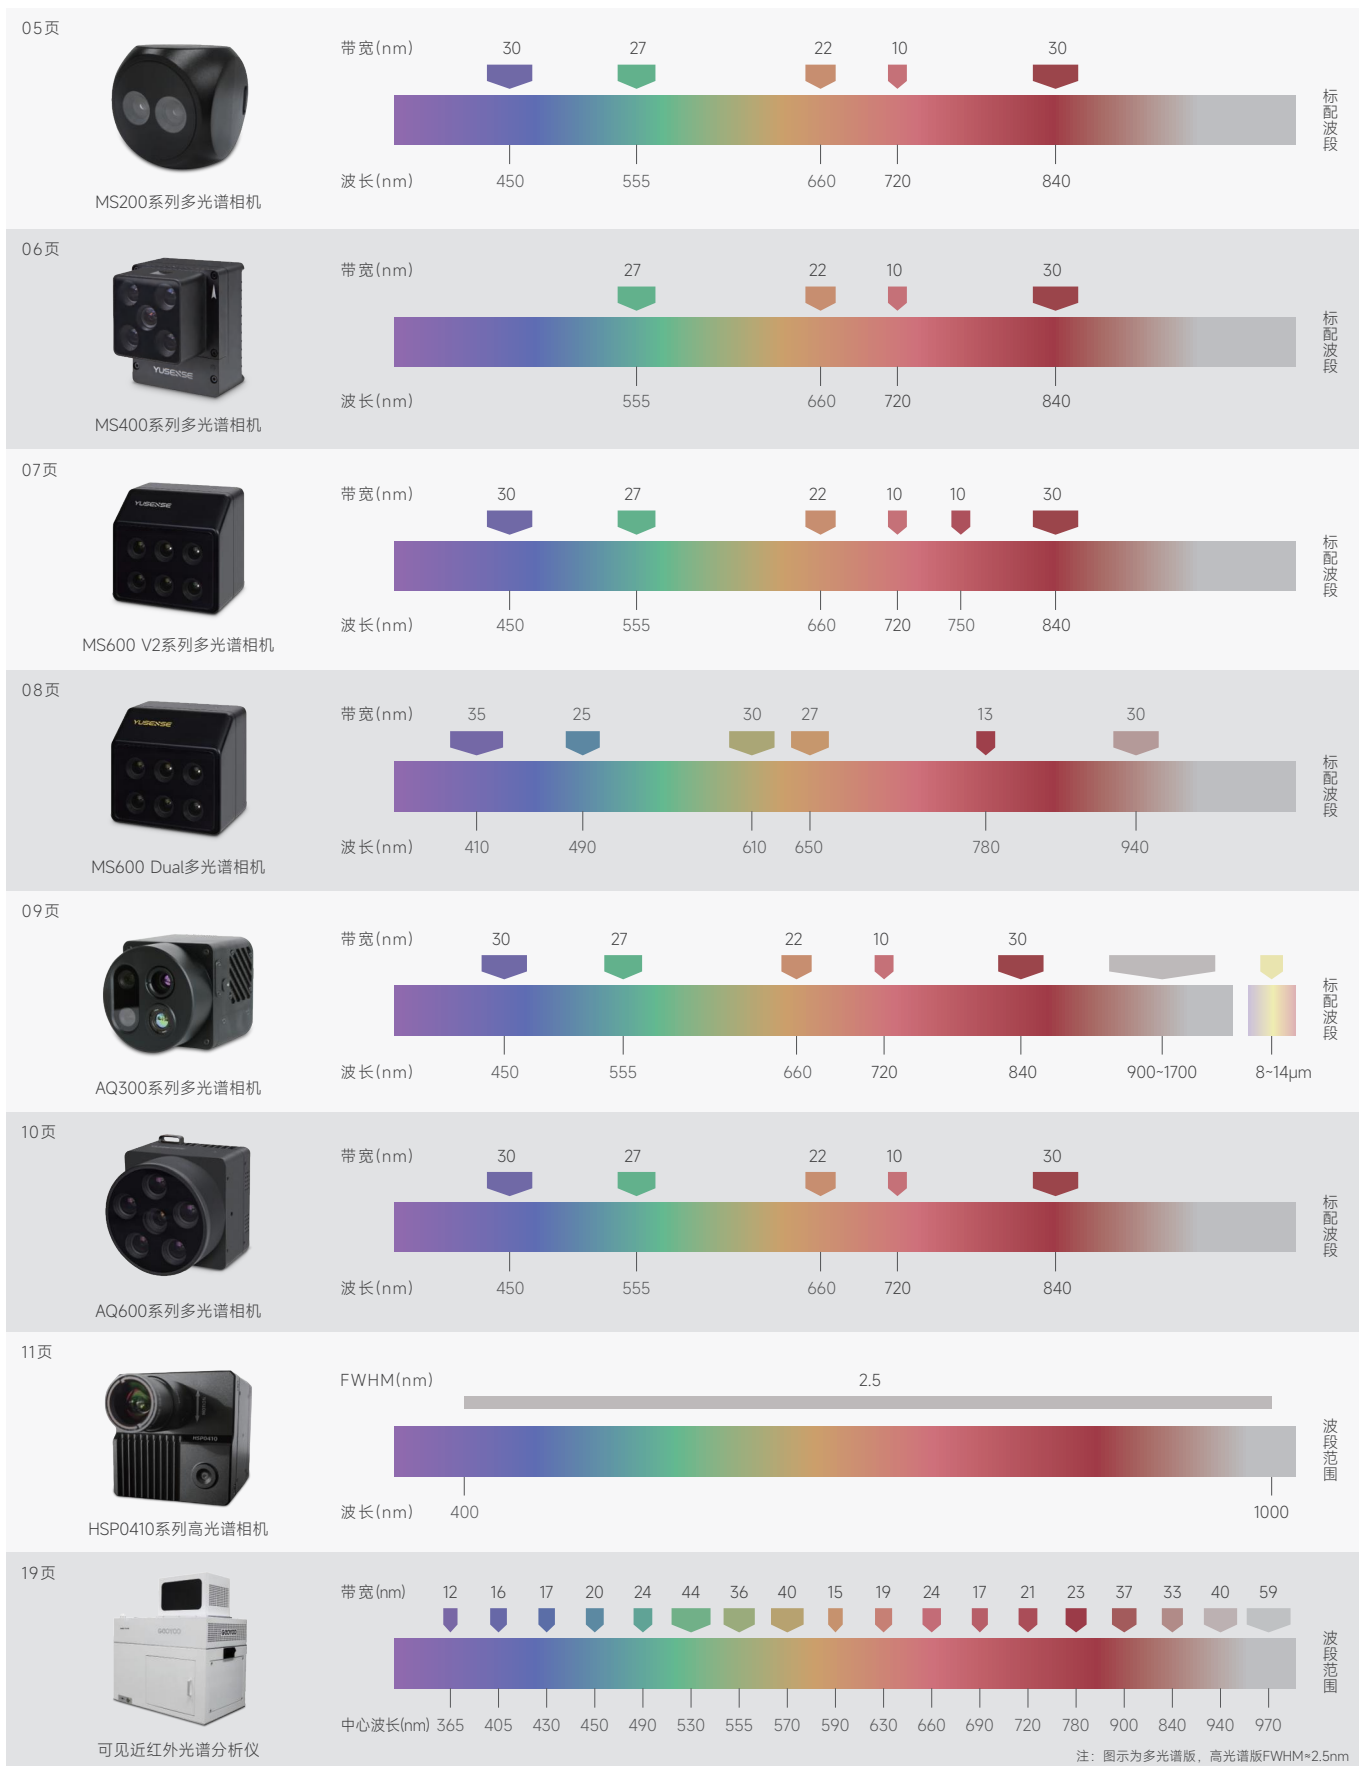 05页
带宽(nm) 30 27 22 10 30
标配波段
波长(nm) 450 555 660 720 840
MS200系列多光谱相机
06页
带宽(nm) 27 22 10 30
YUSENSE
标配波段
波长(nm) 555 660 720 840
MS400系列多光谱相机
07页
带宽(nm) 30 27 22 10 10 30
YUSENSE
标配波段
波长(nm) 450 555 660 720 750 840
MS600 V2系列多光谱相机
08页
带宽(nm) 35 25 30 27 13 30
YUSENSE
标配波段
波长(nm) 410 490 610 650 780 940
MS600 Dual多光谱相机
09页
带宽(nm) 30 27 22 10 30
标配波段
波长(nm) 450 555 660 720 840 900~1700 8~14μm
AQ300系列多光谱相机
10页
带宽(nm) 30 27 22 10 30
标配波段
波长(nm) 450 555 660 720 840
AQ600系列多光谱相机
11页
FWHM(nm) 2.5
HSP0410
波段范围
波长(nm) 400 1000
HSP0410系列高光谱相机
19页
带宽(nm) 12 16 17 20 24 44 36 40 15 19 24 17 21 23 37 33 40 59
波段范围
中心波长(nm) 365 405 430 450 490 530 555 570 590 630 660 690 720 780 900 840 940 970
可见近红外光谱分析仪
注：图示为多光谱版，高光谱版FWHM≈2.5nm